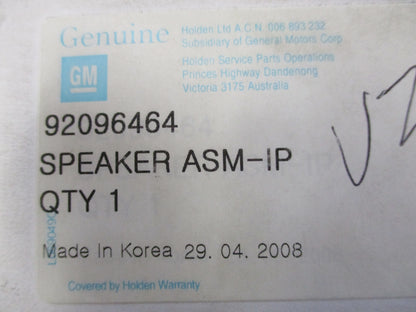 Genuine
GM
Holden Ltd A.C.N. 006 893 232
Subsidiary of General Motors Corp.
Holden Service Parts Operations
Princes Highway Dandenong
Victoria 3175 Australia
92096464
SPEAKER ASM-IP
QTY 1
Made In Korea 29. 04. 2008
Covered by Holden Warranty